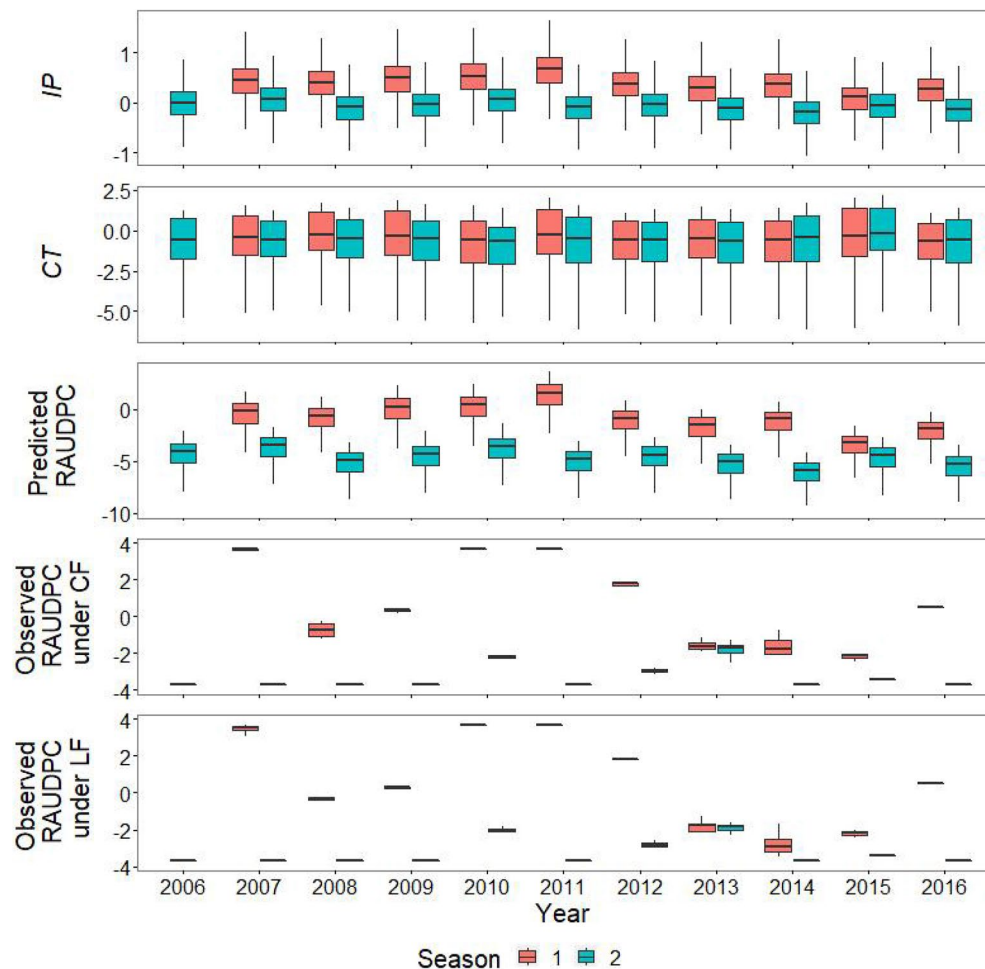 IP
1
0
-1
CT
2.5
0.0
-2.5
-5.0
Predicted
RAUDPC
0
-5
-10
Observed
RAUDPC
under CF
4
2
0
-2
-4
Observed
RAUDPC
under LF
4
2
0
-2
-4
2006 2007 2008 2009 2010 2011 2012 2013 2014 2015 2016
Year
Season 1 2